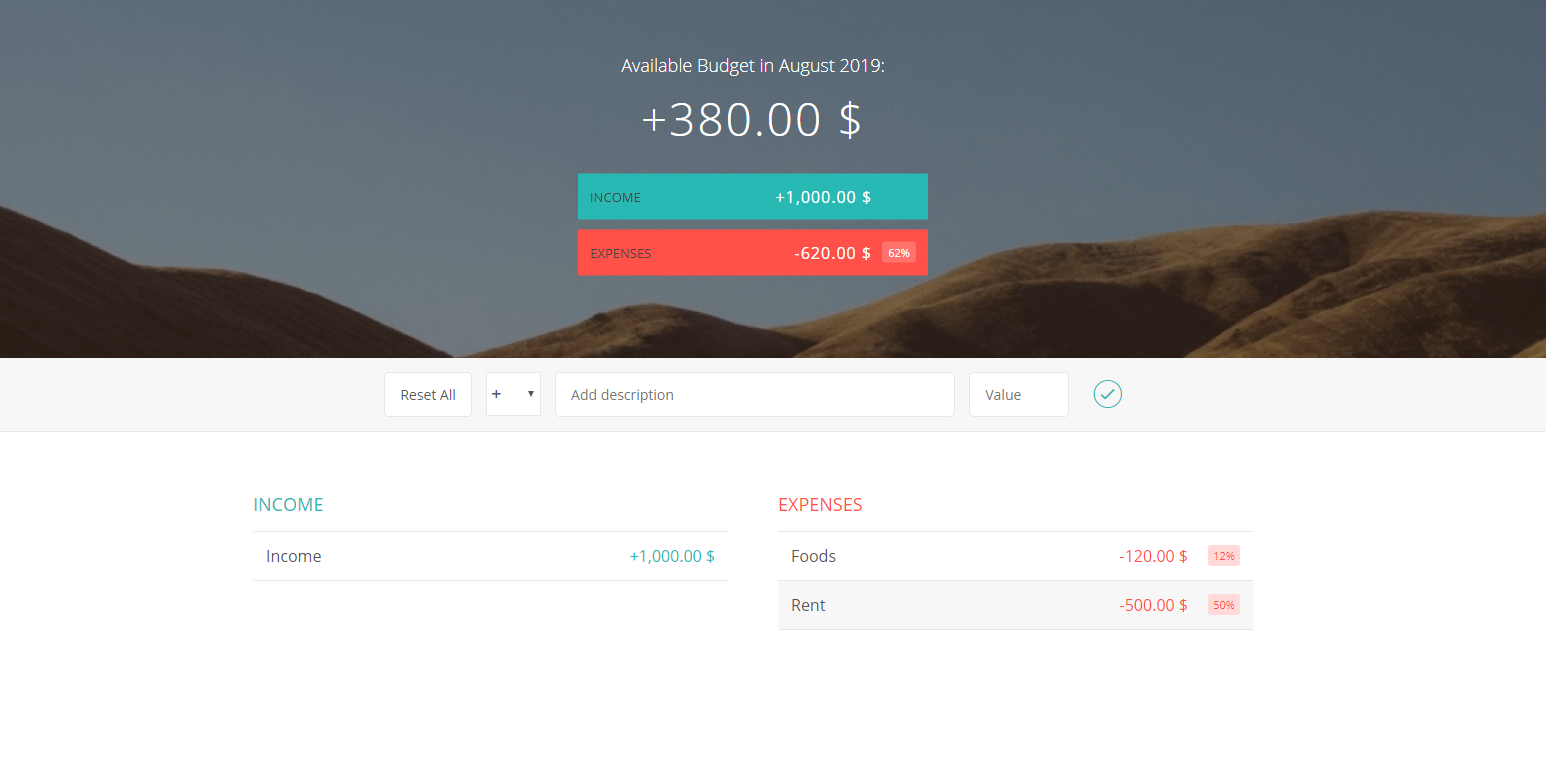 Available Budget in August 2019:
+380.00 $
INCOME +1,000.00 $
EXPENSES -620.00 $ 62%
Reset All + Add description Value
INCOME
Income +1,000.00 $
EXPENSES
Foods -120.00 $ 12%
Rent -500.00 $ 50%